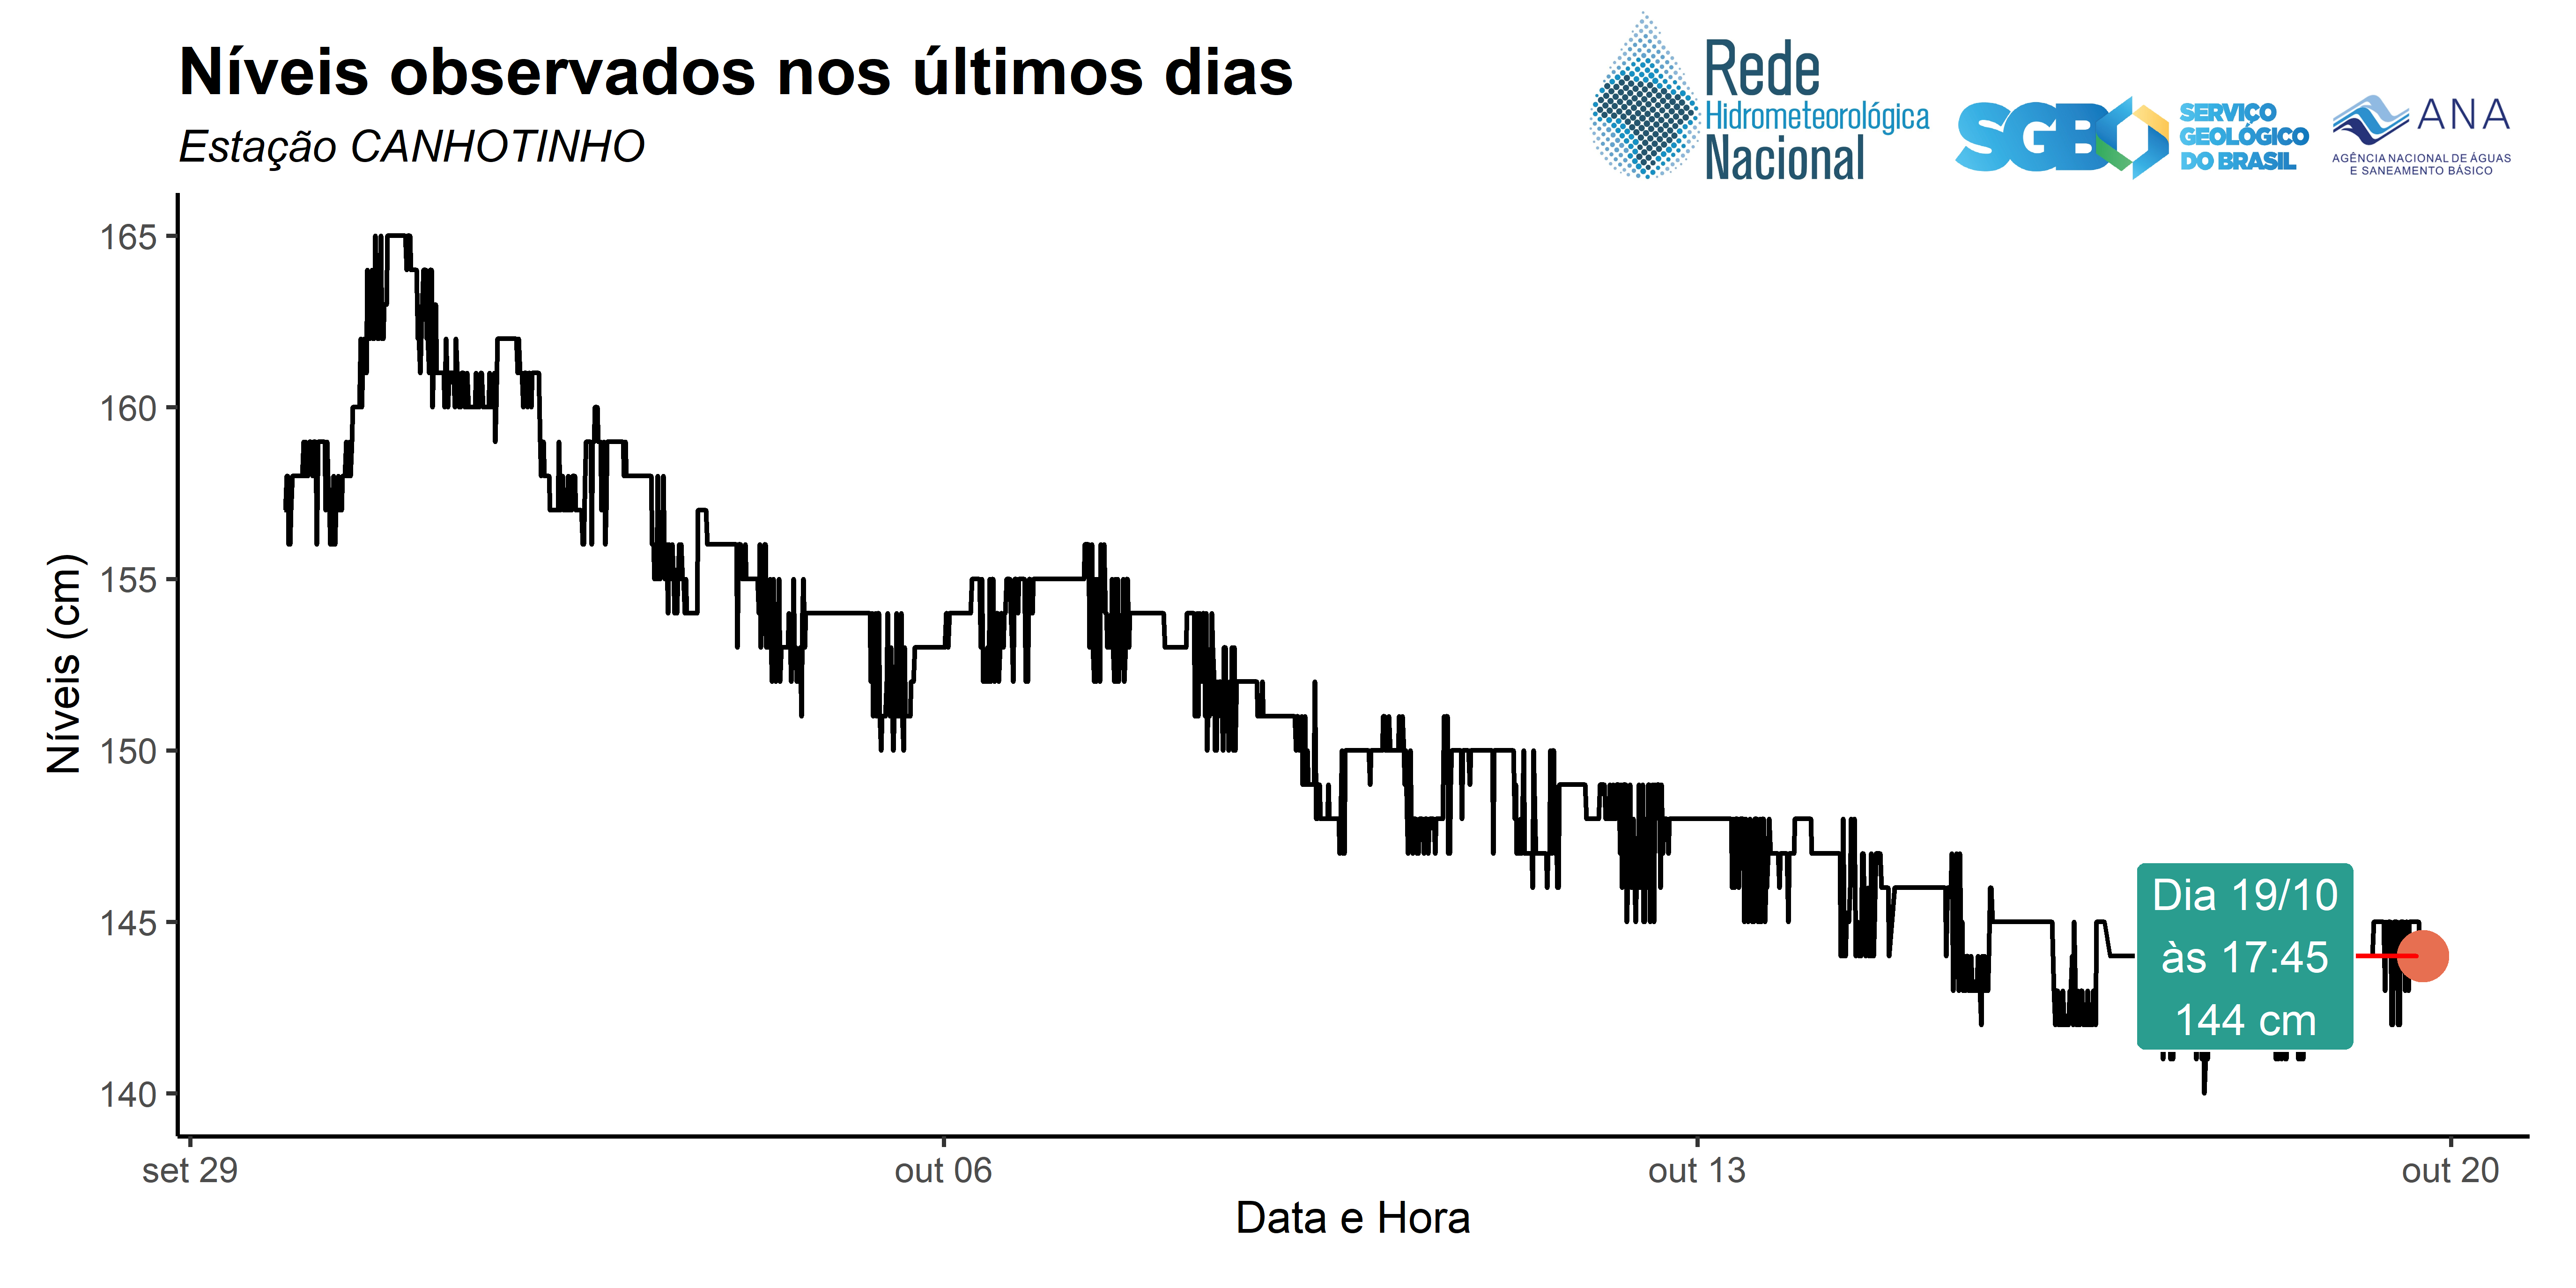 Níveis observados nos últimos dias
Estação CANHOTINHO
Rede
Hidrometeorológica
Nacional
SGB
SERVIÇO
GEOLÓGICO
DO BRASIL
ANA
AGÊNCIA NACIONAL DE ÁGUAS
E SANEAMENTO BÁSICO
Níveis (cm)
165
160
155
150
145
140
Dia 19/10
às 17:45
144 cm
set 29
out 06
out 13
out 20
Data e Hora